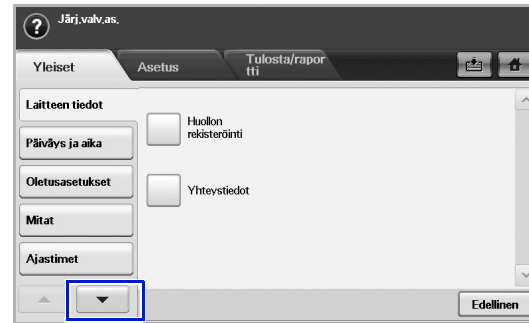 Järj.valv.as.
Yleiset
Asetus
Tulosta/rapor
tti
Laitteen tiedot
Huollon
rekisteröinti
Päiväys ja aika
Oletusasetukset
Yhteystiedot
Mitat
Ajastimet
Edellinen